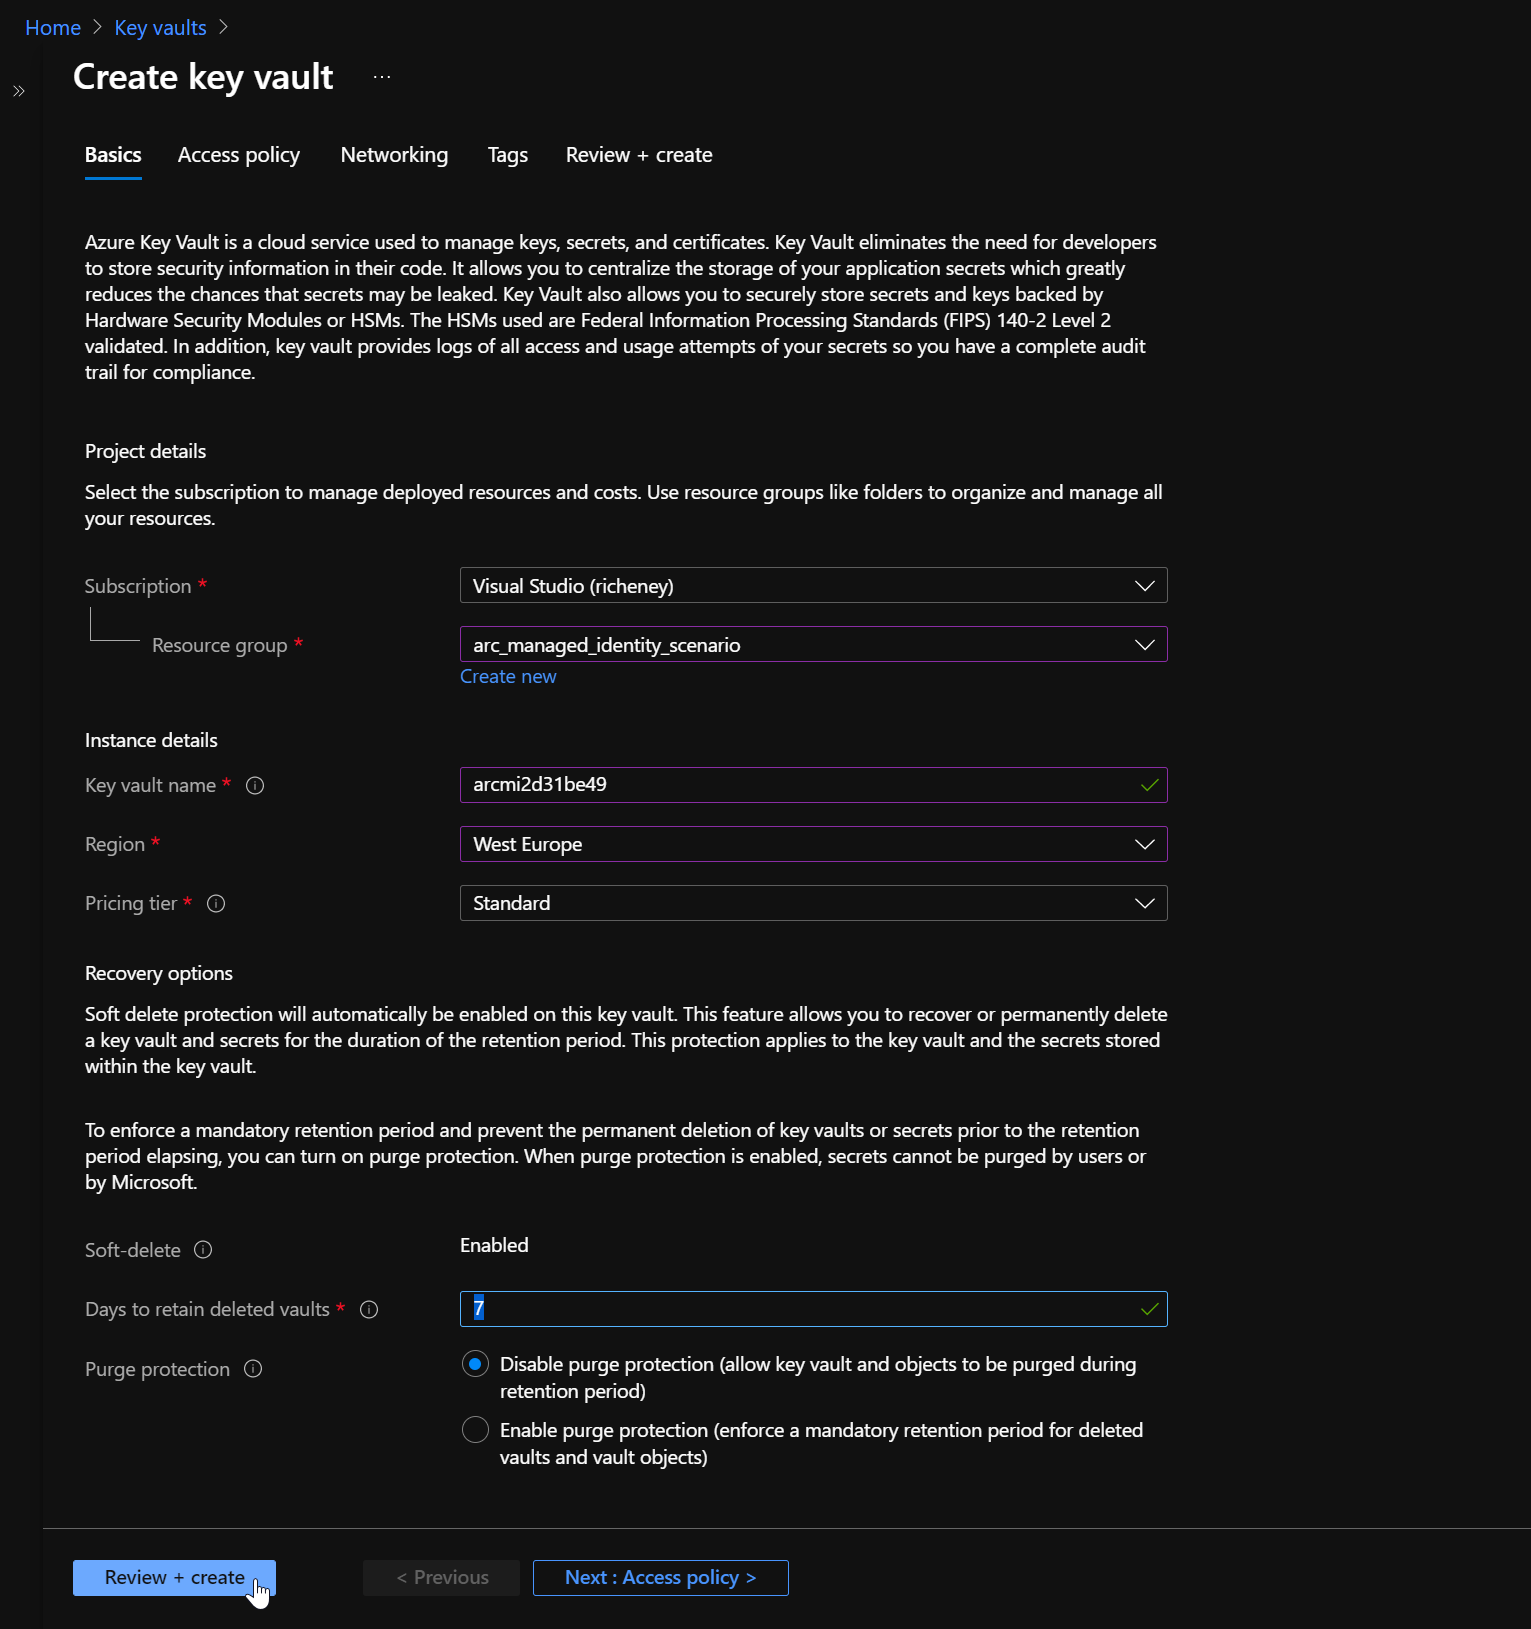 Home > Key vaults >
Create key vault ...
Basics Access policy Networking Tags Review + create
Azure Key Vault is a cloud service used to manage keys, secrets, and certificates. Key Vault eliminates the need for developers
to store security information in their code. It allows you to centralize the storage of your application secrets which greatly
reduces the chances that secrets may be leaked. Key Vault also allows you to securely store secrets and keys backed by
Hardware Security Modules or HSMs. The HSMs used are Federal Information Processing Standards (FIPS) 140-2 Level 2
validated. In addition, key vault provides logs of all access and usage attempts of your secrets so you have a complete audit
trail for compliance.
Project details
Select the subscription to manage deployed resources and costs. Use resource groups like folders to organize and manage all
your resources.
Subscription * Visual Studio (richeney)
Resource group * arc_managed_identity_scenario
Create new
Instance details
Key vault name * arcmi2d31be49
Region * West Europe
Pricing tier * Standard
Recovery options
Soft delete protection will automatically be enabled on this key vault. This feature allows you to recover or permanently delete
a key vault and secrets for the duration of the retention period. This protection applies to the key vault and the secrets stored
within the key vault.
To enforce a mandatory retention period and prevent the permanent deletion of key vaults or secrets prior to the retention
period elapsing, you can turn on purge protection. When purge protection is enabled, secrets cannot be purged by users or
by Microsoft.
Soft-delete Enabled
Days to retain deleted vaults * 7
Purge protection Disable purge protection (allow key vault and objects to be purged during
retention period)
Enable purge protection (enforce a mandatory retention period for deleted
vaults and vault objects)
Review + create < Previous Next : Access policy >